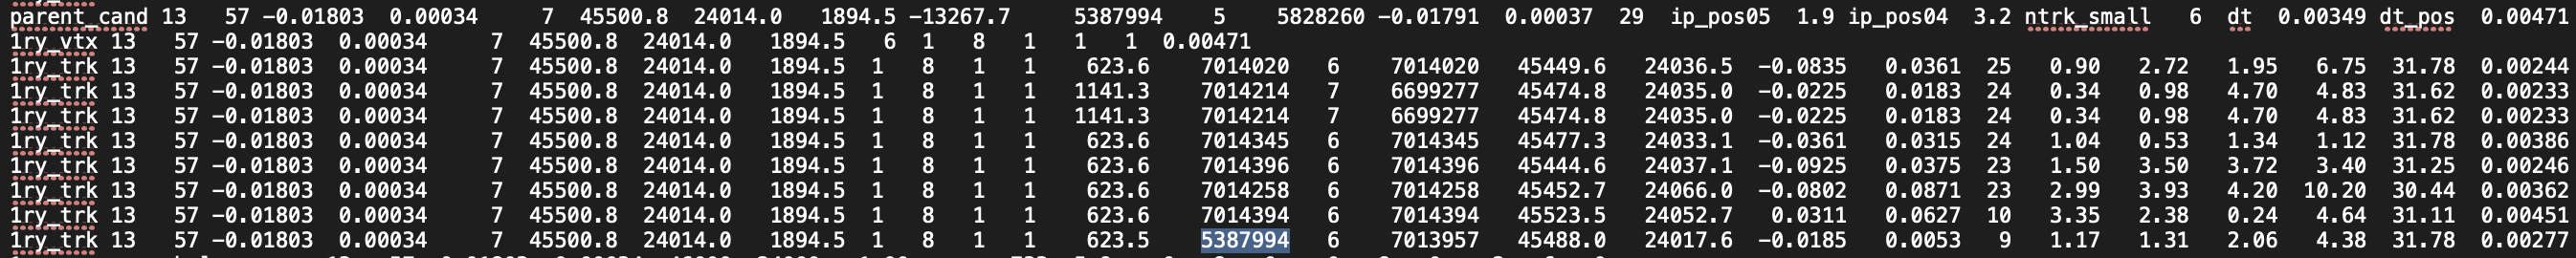 parent_cand 13 57 -0.01803 0.00034 7 45500.8 24014.0 1894.5 -13267.7 5387994 5 5828260 -0.01791 0.00037 29 ip_pos05 1.9 ip_pos04 3.2 ntrk_small 6 dt 0.00349 dt_pos 0.00471
1ry_vtx 13 57 -0.01803 0.00034 7 45500.8 24014.0 1894.5 6 1 8 1 1 1 0.00471
1ry_trk 13 57 -0.01803 0.00034 7 45500.8 24014.0 1894.5 1 8 1 1 623.6 7014020 6 7014020 45449.6 24036.5 -0.0835 0.0361 25 0.90 2.72 1.95 6.75 31.78 0.00244
1ry_trk 13 57 -0.01803 0.00034 7 45500.8 24014.0 1894.5 1 8 1 1 1141.3 7014214 7 6699277 45474.8 24035.0 -0.0225 0.0183 24 0.34 0.98 4.70 4.83 31.62 0.00233
1ry_trk 13 57 -0.01803 0.00034 7 45500.8 24014.0 1894.5 1 8 1 1 1141.3 7014214 7 6699277 45474.8 24035.0 -0.0225 0.0183 24 0.34 0.98 4.70 4.83 31.62 0.00233
1ry_trk 13 57 -0.01803 0.00034 7 45500.8 24014.0 1894.5 1 8 1 1 623.6 7014345 6 7014345 45477.3 24033.1 -0.0361 0.0315 24 1.04 0.53 1.34 1.12 31.78 0.00386
1ry_trk 13 57 -0.01803 0.00034 7 45500.8 24014.0 1894.5 1 8 1 1 623.6 7014396 6 7014396 45444.6 24037.1 -0.0925 0.0375 23 1.50 3.50 3.72 3.40 31.25 0.00246
1ry_trk 13 57 -0.01803 0.00034 7 45500.8 24014.0 1894.5 1 8 1 1 623.6 7014258 6 7014258 45452.7 24066.0 -0.0802 0.0871 23 2.99 3.93 4.20 10.20 30.44 0.00362
1ry_trk 13 57 -0.01803 0.00034 7 45500.8 24014.0 1894.5 1 8 1 1 623.6 7014394 6 7014394 45523.5 24052.7 0.0311 0.0627 10 3.35 2.38 0.24 4.64 31.11 0.00451
1ry_trk 13 57 -0.01803 0.00034 7 45500.8 24014.0 1894.5 1 8 1 1 623.5 5387994 6 7013957 45488.0 24017.6 -0.0185 0.0053 9 1.17 1.31 2.06 4.38 31.78 0.00277